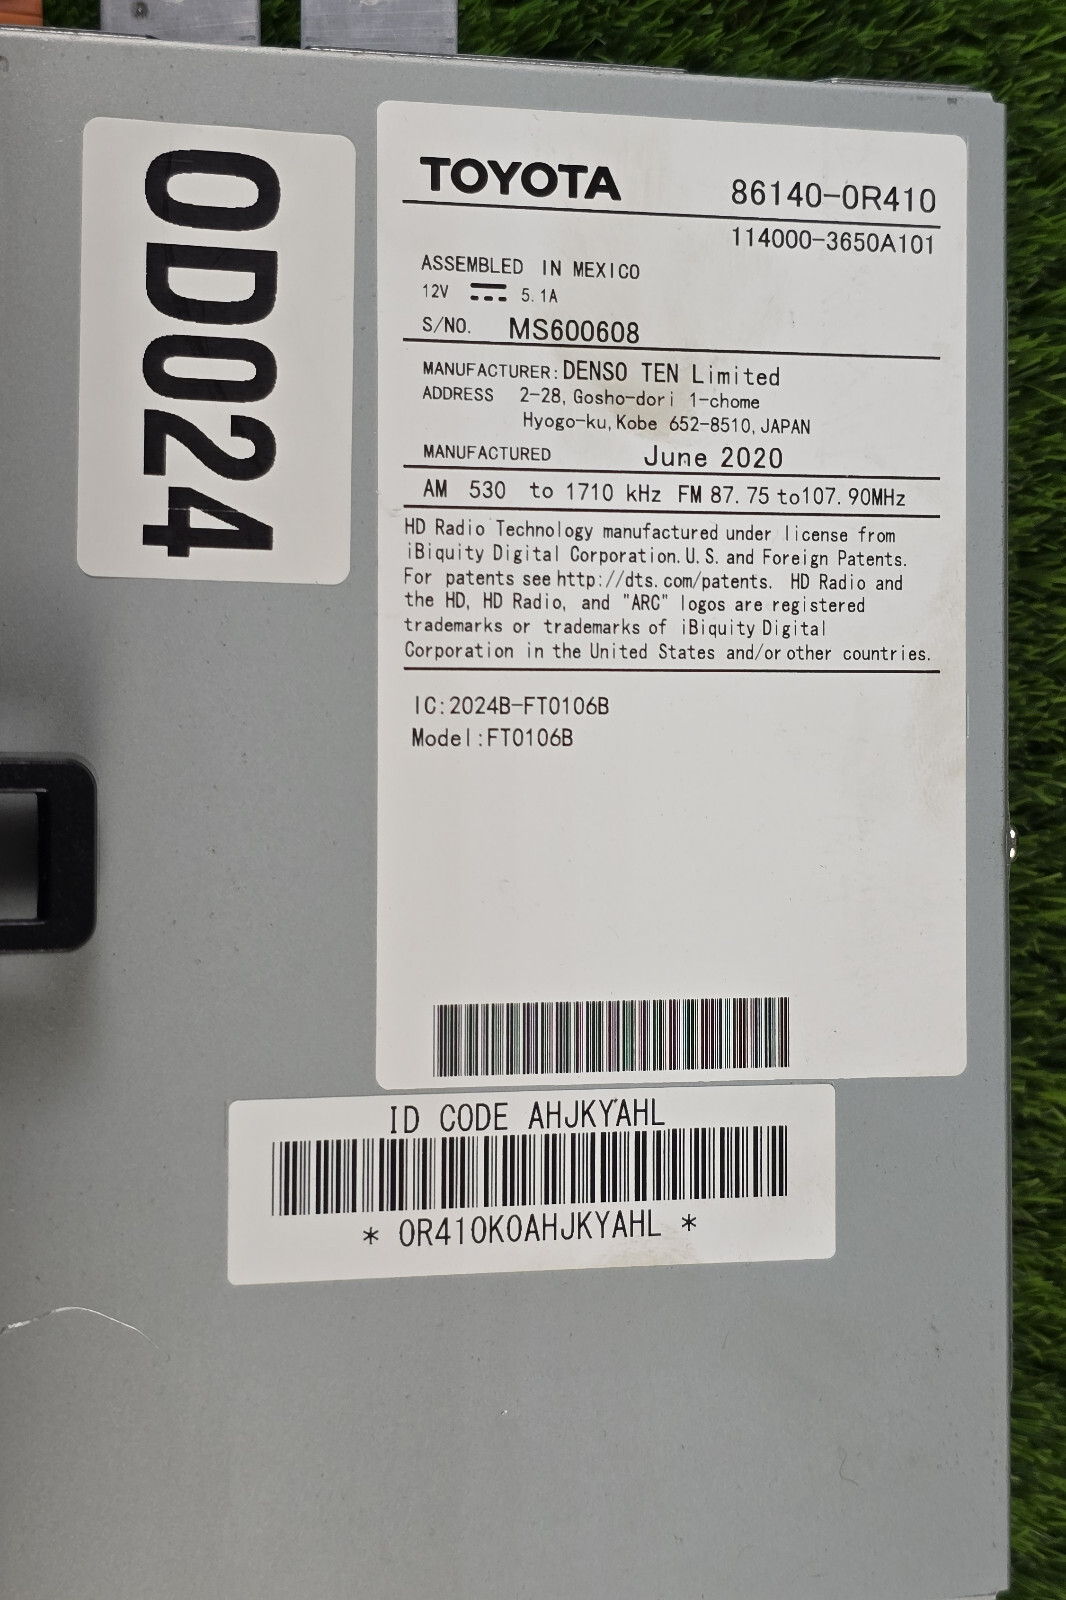 0D024
TOYOTA 86140-0R410
114000-3650A101
ASSEMBLED IN MEXICO
12V 5.1A
S/NO. MS600608
MANUFACTURER: DENSO TEN Limited
ADDRESS 2-28, Gosho-dori 1-chome
Hyogo-ku, Kobe 652-8510, JAPAN
MANUFACTURED June 2020
AM 530 to 1710 kHz FM 87.75 to107.90MHz
HD Radio Technology manufactured under license from
iBiquity Digital Corporation. U.S. and Foreign Patents.
For patents see http://dts.com/patents. HD Radio and
the HD, HD Radio, and "ARC" logos are registered
trademarks or trademarks of iBiquity Digital
Corporation in the United States and/or other countries.
IC:2024B-FT0106B
Model:FT0106B
ID CODE AHJKYAHL
* 0R410K0AHJKYAHL *